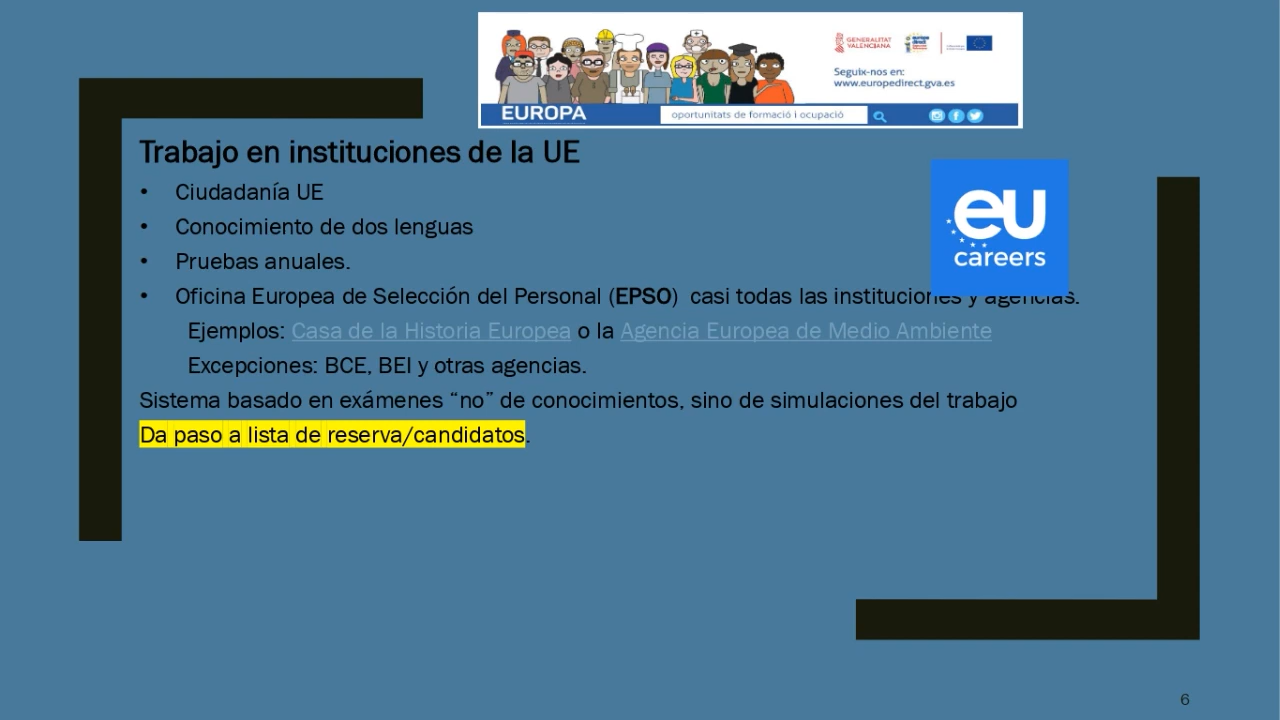 GENERALITAT
VALENCIANA
Seguix-nos en:
www.europedirect.gva.es
EUROPA
oportunitats de formació i ocupació
Trabajo en instituciones de la UE
• Ciudadanía UE
• Conocimiento de dos lenguas
• Pruebas anuales.
• Oficina Europea de Selección del Personal (EPSO) casi todas las instituciones y agencias.
Ejemplos: Casa de la Historia Europea o la Agencia Europea de Medio Ambiente
Excepciones: BCE, BEI y otras agencias.
Sistema basado en exámenes “no” de conocimientos, sino de simulaciones del trabajo
Da paso a lista de reserva/candidatos.
eu
careers
6